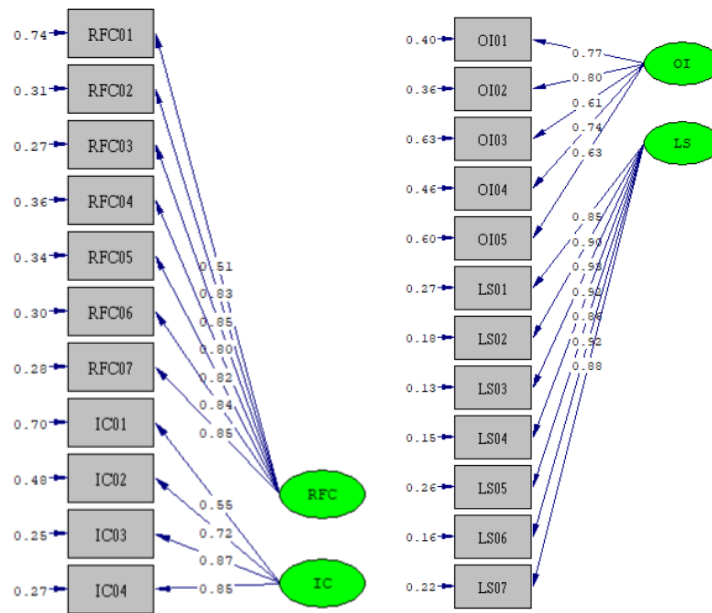 0.74 RFC01
0.31 RFC02
0.27 RFC03
0.36 RFC04
0.34 RFC05
0.30 RFC06
0.28 RFC07
0.70 IC01
0.48 IC02
0.25 IC03
0.27 IC04
0.51
0.83
0.85
0.80
0.82
0.84
0.85
RFC
0.55
0.72
0.87
0.85
IC
0.40 OI01
0.36 OI02
0.63 OI03
0.46 OI04
0.60 OI05
0.27 LS01
0.18 LS02
0.13 LS03
0.15 LS04
0.26 LS05
0.16 LS06
0.22 LS07
0.77
0.80
0.61
0.74
0.63
OI
LS
0.85
0.90
0.93
0.92
0.86
0.92
0.88